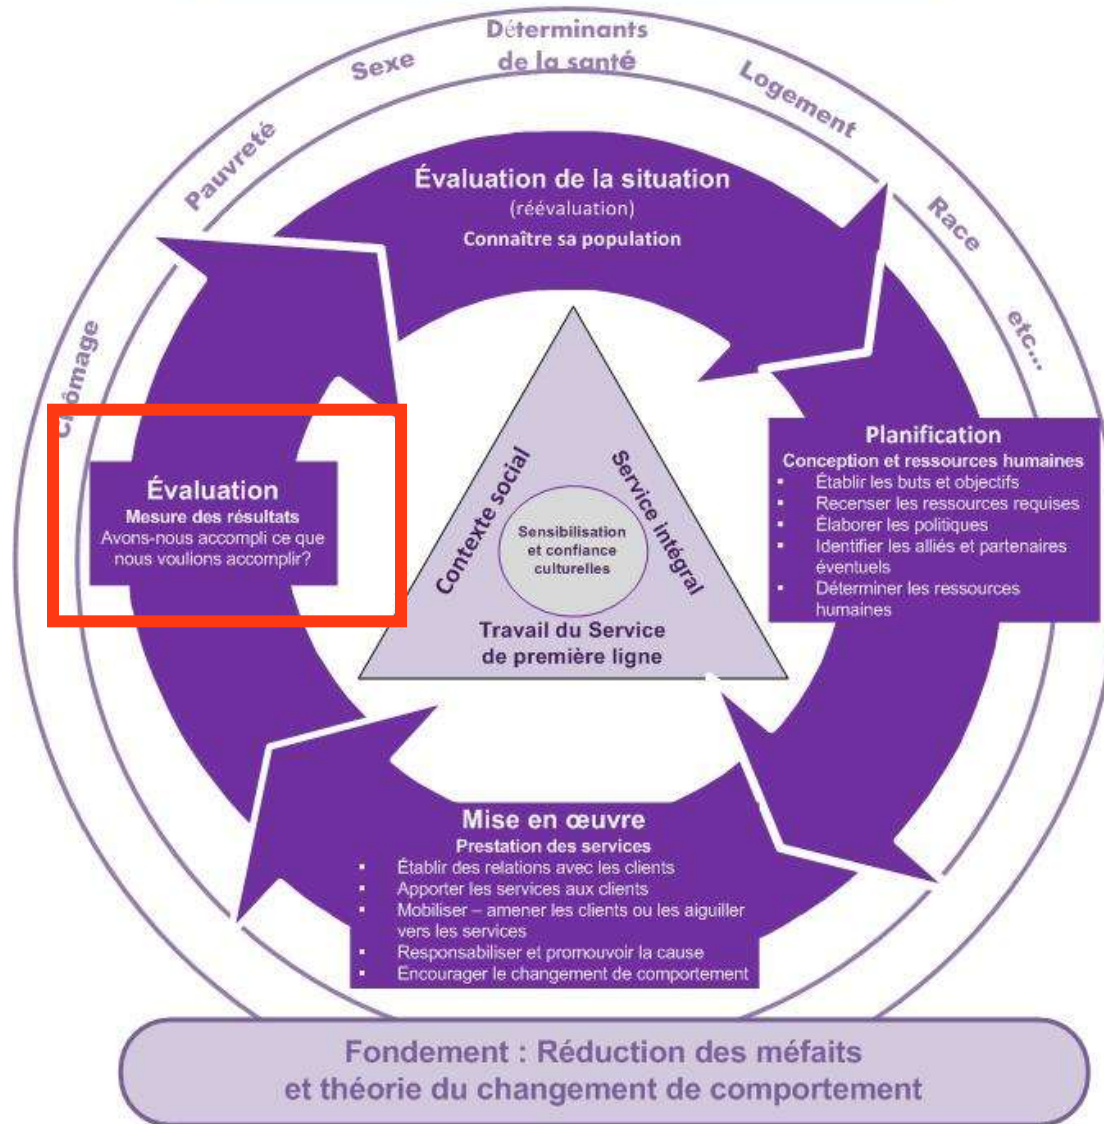 Déterminants
de la santé
Sexe
Logement
Pauvreté
Race
Chômage
etc...
Évaluation de la situation
(réévaluation)
Connaître sa population
Planification
Conception et ressources humaines
▪ Établir les buts et objectifs
▪ Recenser les ressources requises
▪ Élaborer les politiques
▪ Identifier les alliés et partenaires
éventuels
▪ Déterminer les ressources
humaines
Évaluation
Mesure des résultats
Avons-nous accompli ce que
nous voulions accomplir?
Contexte social
Service intégral
Sensibilisation
et confiance
culturelles
Travail du Service
de première ligne
Mise en œuvre
Prestation des services
▪ Établir des relations avec les clients
▪ Apporter les services aux clients
▪ Mobiliser – amener les clients ou les aiguiller
vers les services
▪ Responsabiliser et promouvoir la cause
▪ Encourager le changement de comportement
Fondement : Réduction des méfaits
et théorie du changement de comportement